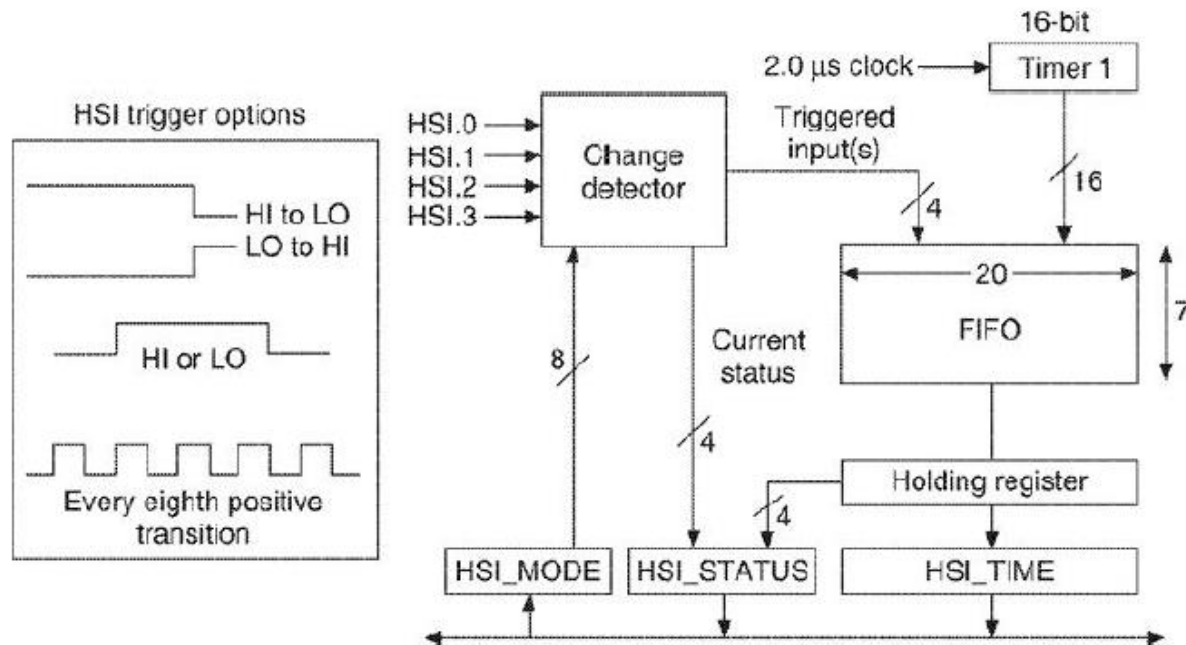 HSI trigger options
HI to LO
LO to HI
HI or LO
Every eighth positive
transition
16-bit
2.0 μs clock
Timer 1
HSI.0
HSI.1
HSI.2
HSI.3
Change
detector
Triggered
input(s)
4
16
20
FIFO
7
8
Current
status
4
Holding register
4
HSI_MODE
HSI_STATUS
HSI_TIME